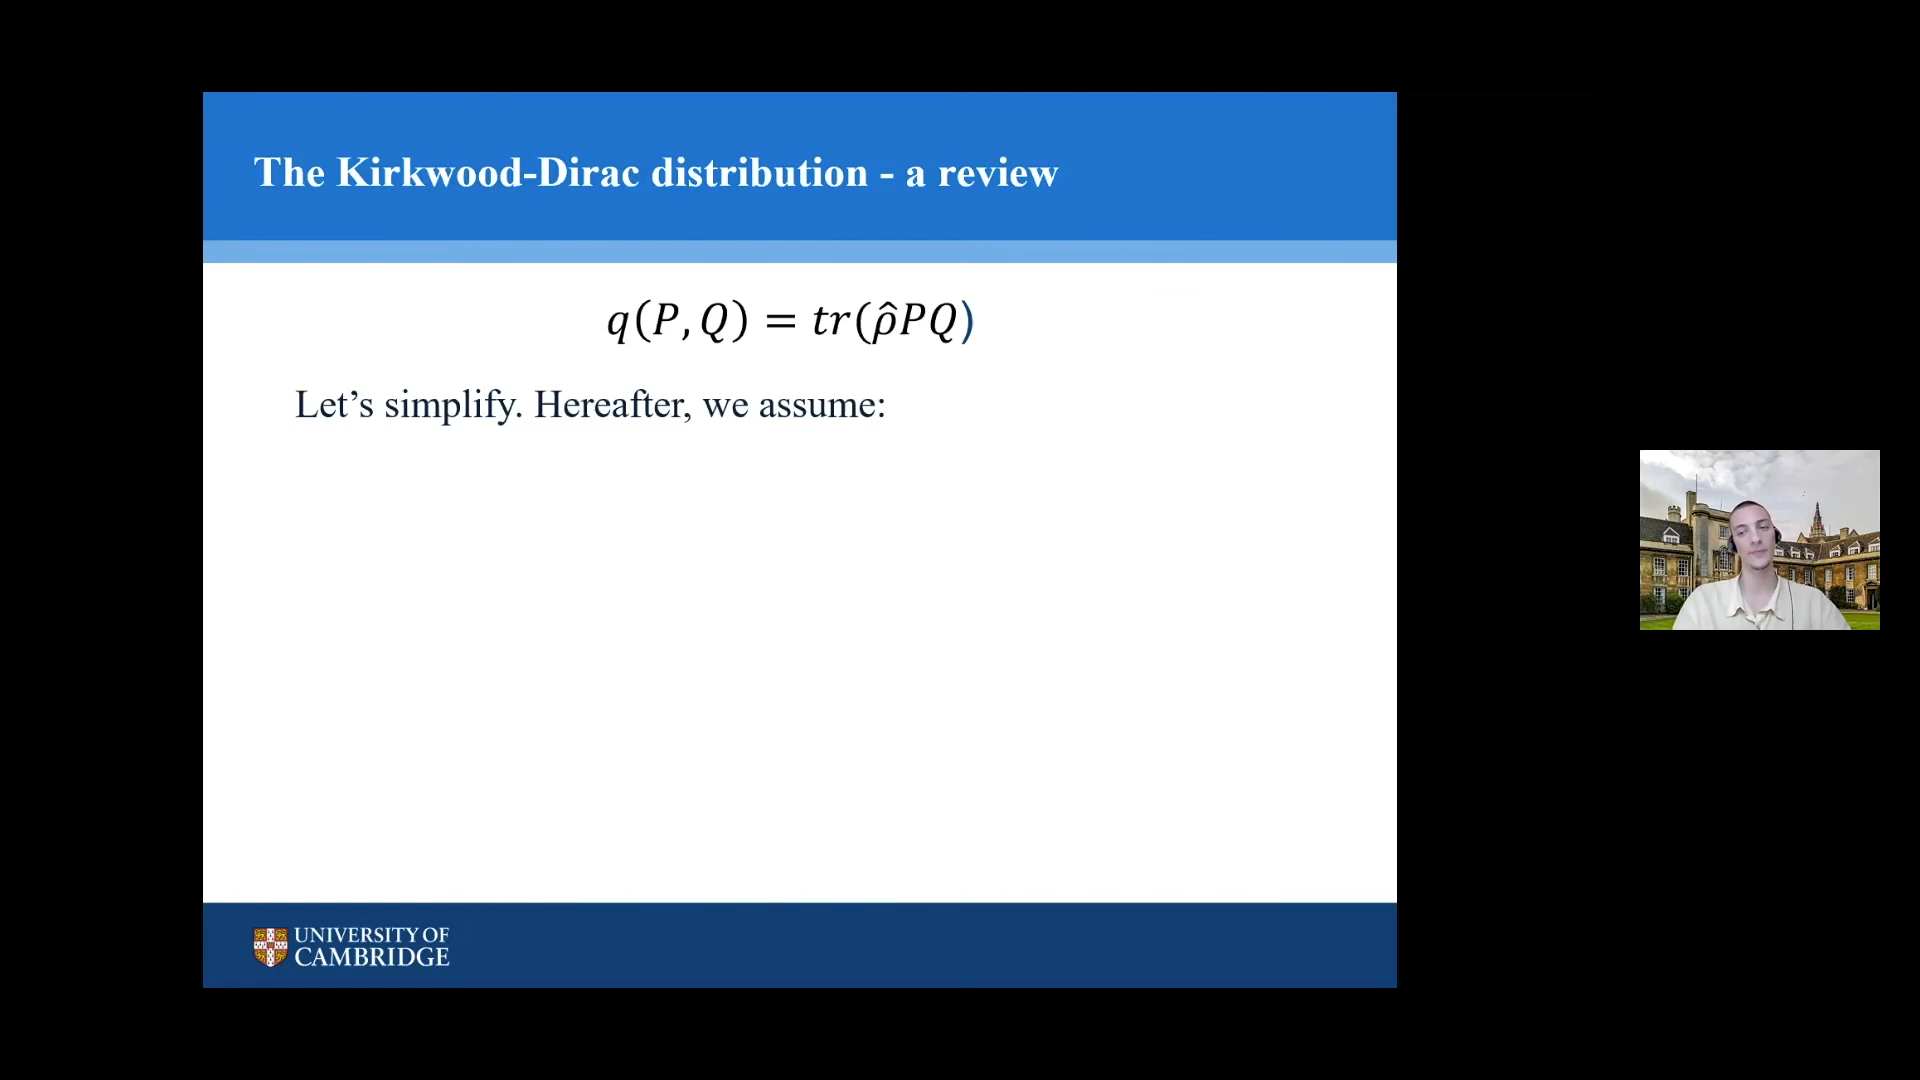 The Kirkwood-Dirac distribution - a review
𝑞(𝑃, 𝑄) = 𝑡𝑟(𝜌̂𝑃𝑄)
Let’s simplify. Hereafter, we assume:
UNIVERSITY OF
CAMBRIDGE